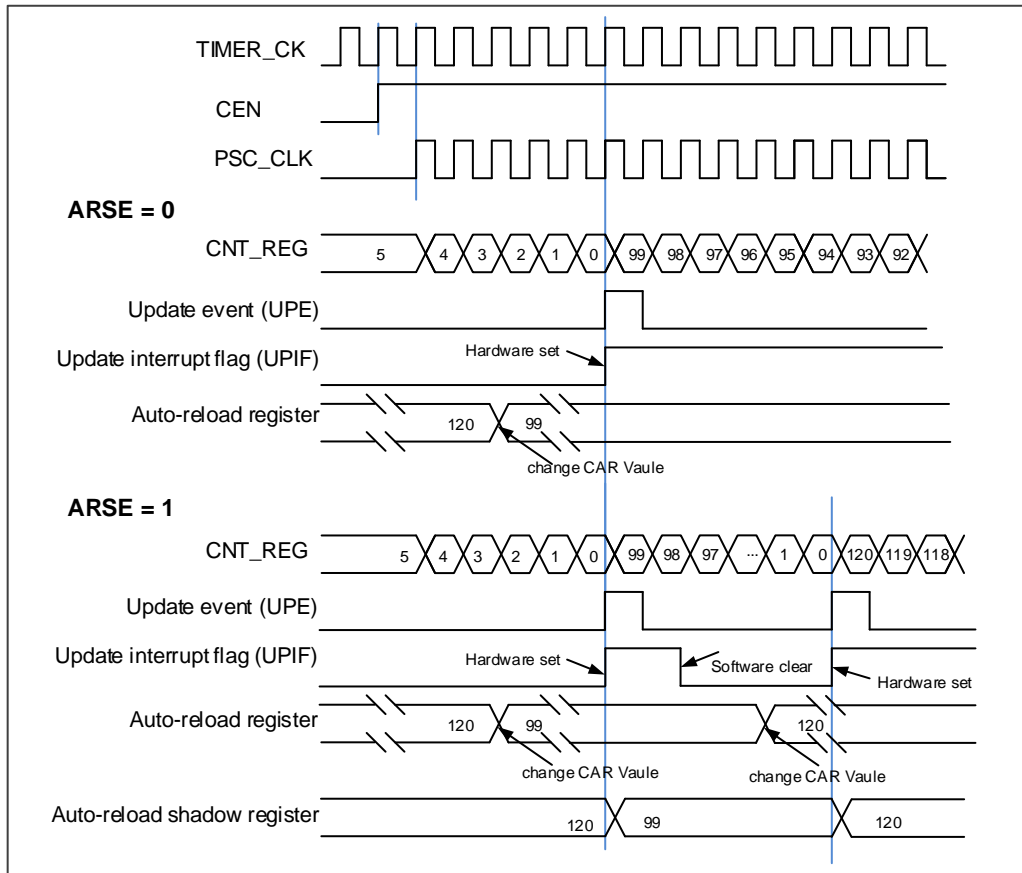 TIMER_CK
CEN
PSC_CLK
ARSE = 0
CNT_REG 5 4 3 2 1 0 99 98 97 96 95 94 93 92
Update event (UPE)
Update interrupt flag (UPIF) Hardware set
Auto-reload register 120 99
change CAR Vaule
ARSE = 1
CNT_REG 5 4 3 2 1 0 99 98 97 ... 1 0 120 119 118
Update event (UPE)
Update interrupt flag (UPIF) Hardware set Software clear Hardware set
Auto-reload register 120 99 120
change CAR Vaule change CAR Vaule
Auto-reload shadow register 120 99 120